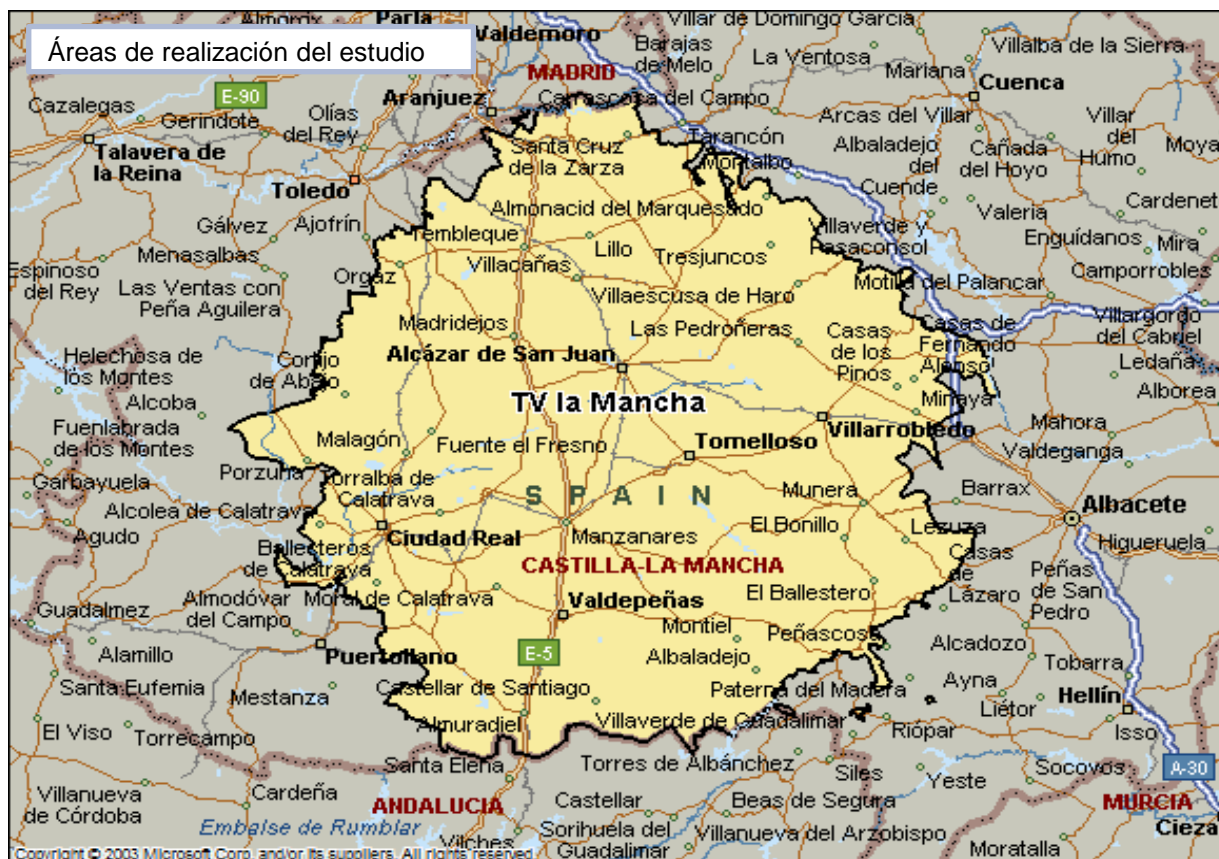 Áreas de realización del estudio
Almorox
Parla
Valdemoro
Villar de Domingo García
Barajas
de Melo
La Ventosa
Villalba de la Sierra
Mariana
Cuenca
MADRID
E-90
Cazalegas
Gerindote
Olías
del Rey
Aranjuez
Carrascosa del Campo
Arcas del Villar
Tarancón
Villar
del
Humo
Moya
Talavera de
la Reina
Toledo
Santa Cruz
de la Zarza
Montalbo
Albaladejo
del
Cuende
Cañada
del Hoyo
Cardenet
Gálvez
Ajofrín
Almonacid del Marquesado
Valeria
Villaverde y
Pasaconsol
Enguídanos
Mira
Menasalbas
Tembleque
Lillo
Tresjuncos
Espinoso
del Rey
Las Ventas con
Peña Aguilera
Orgaz
Villacañas
Motilla del Palancar
Camporrobles
Villaescusa de Haro
Villargordo
del Cabriel
Madridejos
Las Pedroñeras
Casas
de los
Pinos
Casas de
Fernando
Alonso
Helechosa de
los Montes
Cortijo
de Abajo
Alcázar de San Juan
Ledaña
Alborea
Alcoba
TV la Mancha
Minaya
Mahora
Fuenlabrada
de los Montes
Malagón
Fuente el Fresno
Tomelloso
Villarrobledo
Valdeganga
Garbayuela
Porzuna
Torralba de
Calatrava
SPAIN
Munera
Barrax
Albacete
Alcolea de Calatrava
Agudo
Ciudad Real
Manzanares
El Bonillo
Lezuza
Higueruela
Ballesteros
de Calatrava
CASTILLA-LA MANCHA
Casas
de
Lázaro
Peñas
de San
Pedro
Guadalmez
Almodóvar
del Campo
Moral de Calatrava
Valdepeñas
El Ballestero
Alamillo
Puertollano
E-5
Montiel
Peñascosa
Alcadozo
Tobarra
Albaladejo
Santa Eufemia
Mestanza
Castellar de Santiago
Paterna del Madera
Ayna
Liétor
Hellín
El Viso
Torrecampo
Almuradiel
Villaverde de Guadalimar
Riópar
Isso
Santa Elena
Torres de Albánchez
Siles
Yeste
Socovos
A-30
Villanueva
de Córdoba
Cardeña
ANDALUCIA
Castellar
Beas de Segura
MURCIA
Embalse de Rumblar
Vilches
Sorihuela del
Guadalimar
Villanueva del Arzobispo
Moratalla
Cieza
Copyright © 2003 Microsoft Corp. and/or its suppliers. All rights reserved.